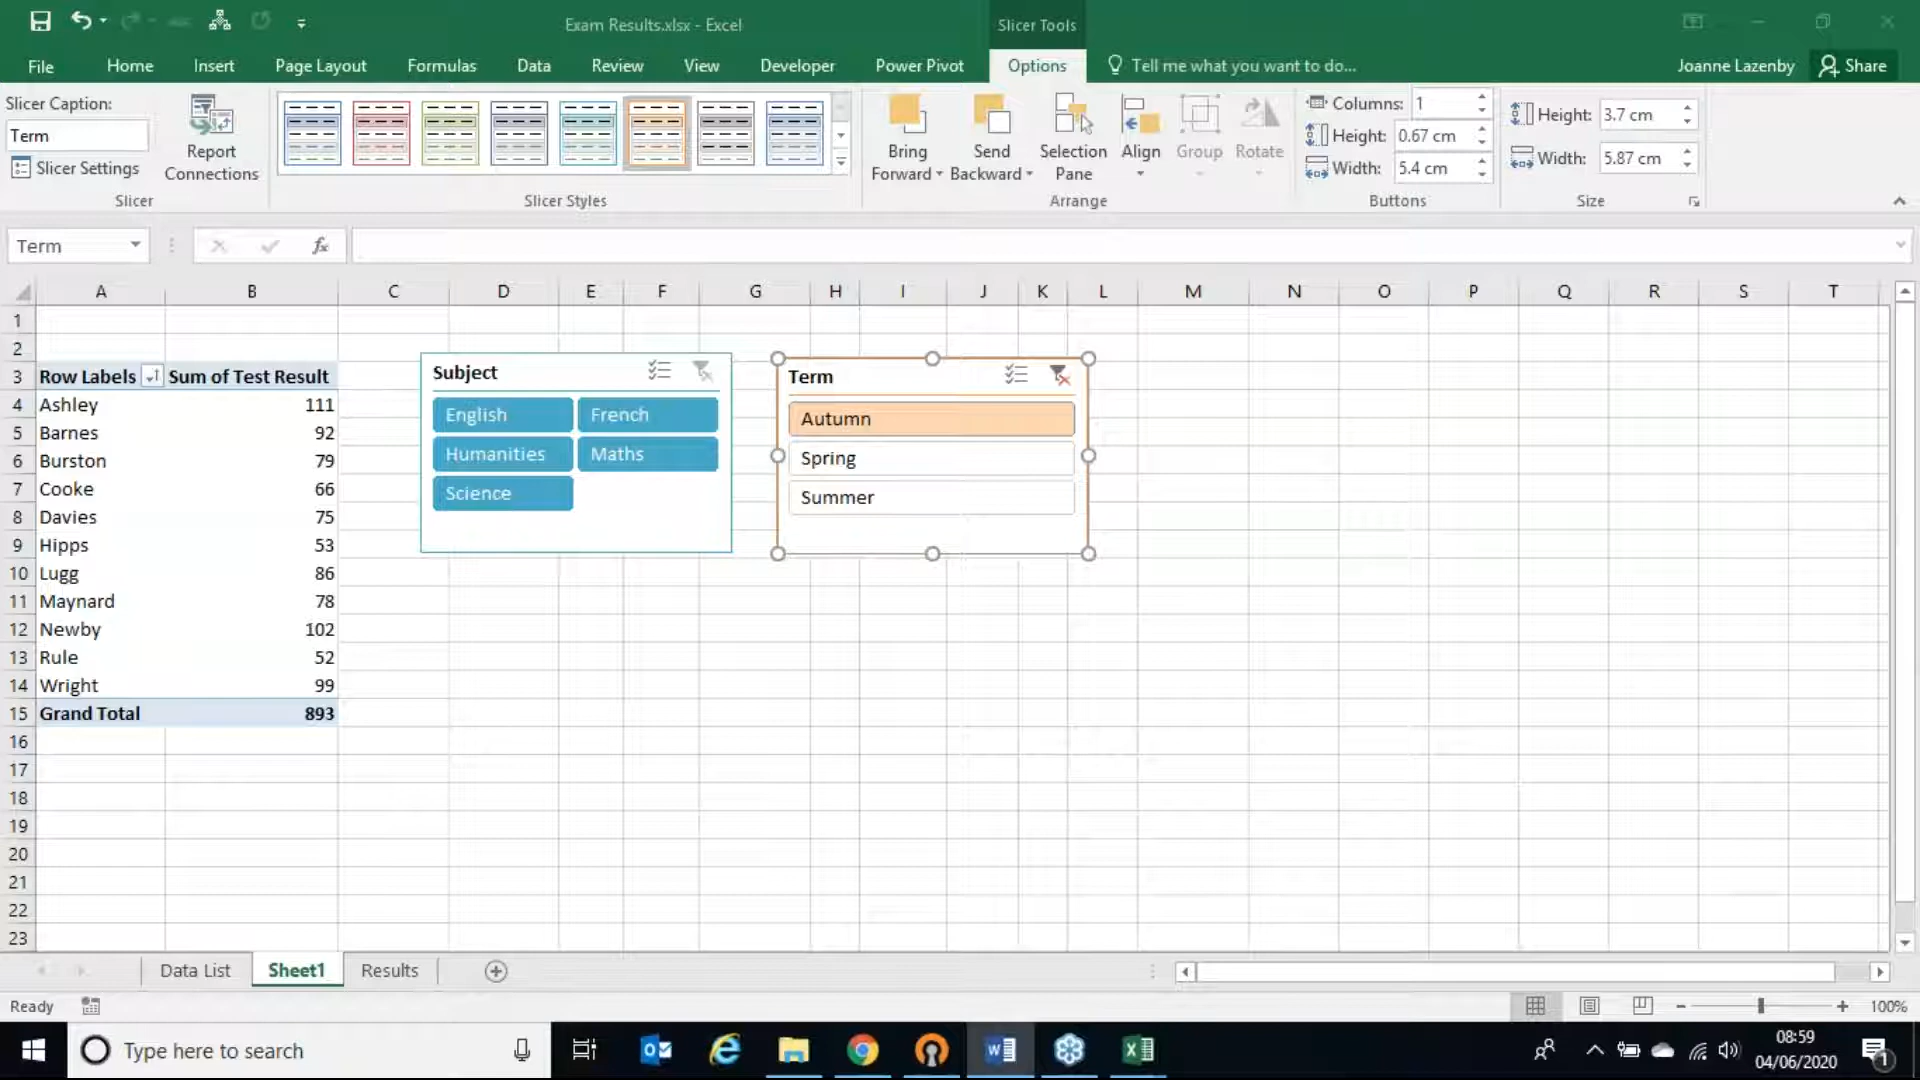 Exam Results.xlsx - Excel
Slicer Tools
File Home Insert Page Layout Formulas Data Review View Developer Power Pivot Options Tell me what you want to do... Joanne Lazenby Share
Slicer Caption:
Term
Slicer Settings
Report
Connections
Slicer
Slicer Styles
Bring
Forward
Send
Backward
Selection
Pane
Align
Group
Rotate
Arrange
Columns: 1
Height: 0.67 cm
Width: 5.4 cm
Buttons
Height: 3.7 cm
Width: 5.87 cm
Size
Term fx
A B C D E F G H I J K L M N O P Q R S T
1
2
3 Row Labels Sum of Test Result
4 Ashley 111
5 Barnes 92
6 Burston 79
7 Cooke 66
8 Davies 75
9 Hipps 53
10 Lugg 86
11 Maynard 78
12 Newby 102
13 Rule 52
14 Wright 99
15 Grand Total 893
16
17
18
19
20
21
22
23
Subject
English French
Humanities Maths
Science
Term
Autumn
Spring
Summer
Data List Sheet1 Results
Ready 100%
Type here to search
08:59
04/06/2020
1